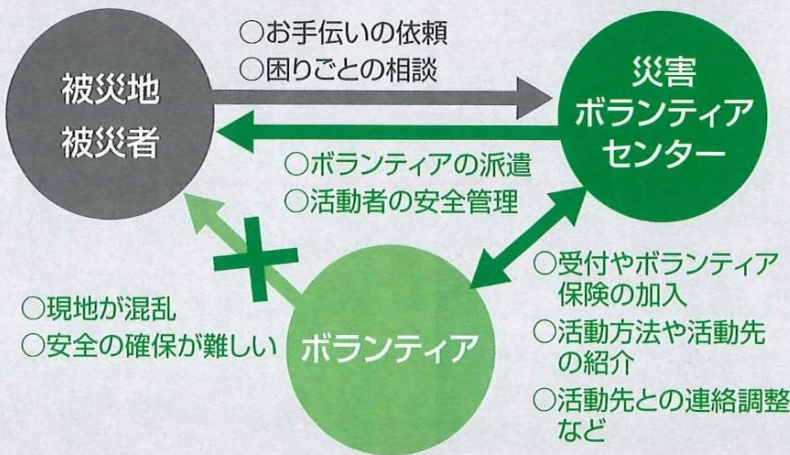 ○お手伝いの依頼
○困りごとの相談
被災地
被災者
災害
ボランティア
センター
○ボランティアの派遣
○活動者の安全管理
○現地が混乱
○安全の確保が難しい
ボランティア
○受付やボランティア
保険の加入
○活動方法や活動先
の紹介
○活動先との連絡調整
など